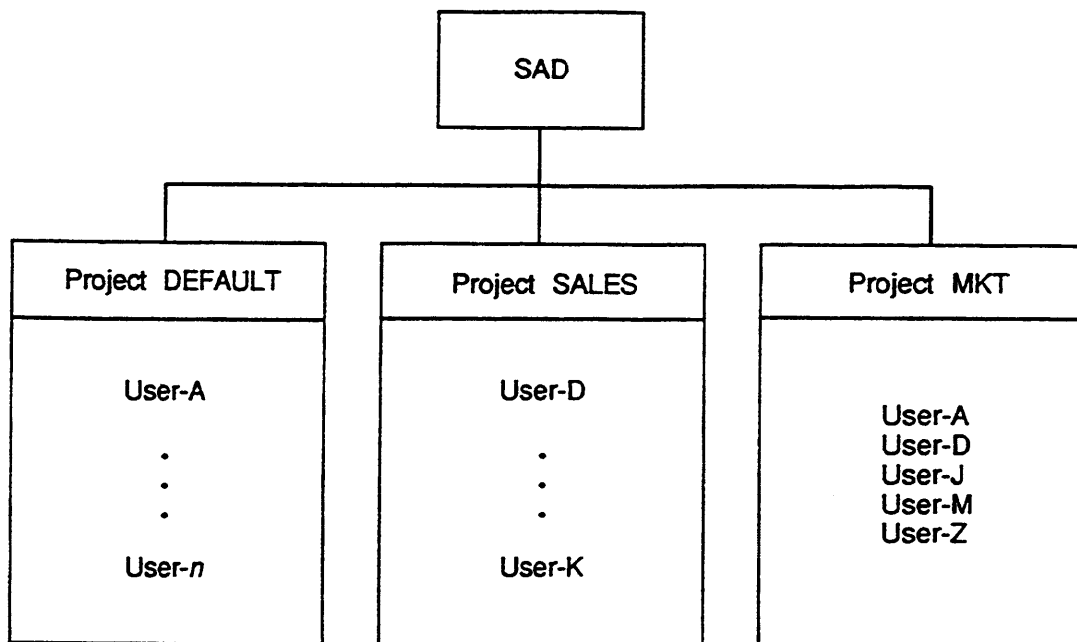 SAD
Project DEFAULT
User-A
.
.
.
User-n
Project SALES
User-D
.
.
.
User-K
Project MKT
User-A
User-D
User-J
User-M
User-Z